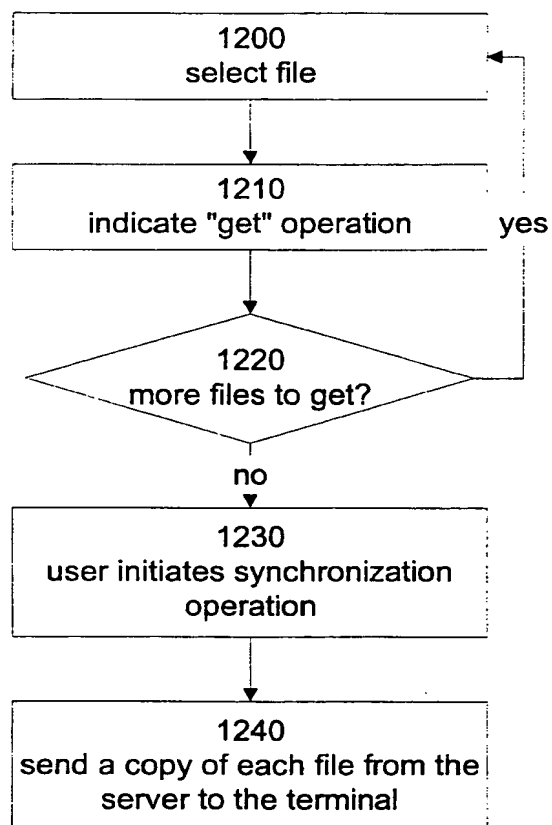 1200
select file
1210
indicate "get" operation
yes
1220
more files to get?
no
1230
user initiates synchronization
operation
1240
send a copy of each file from the
server to the terminal